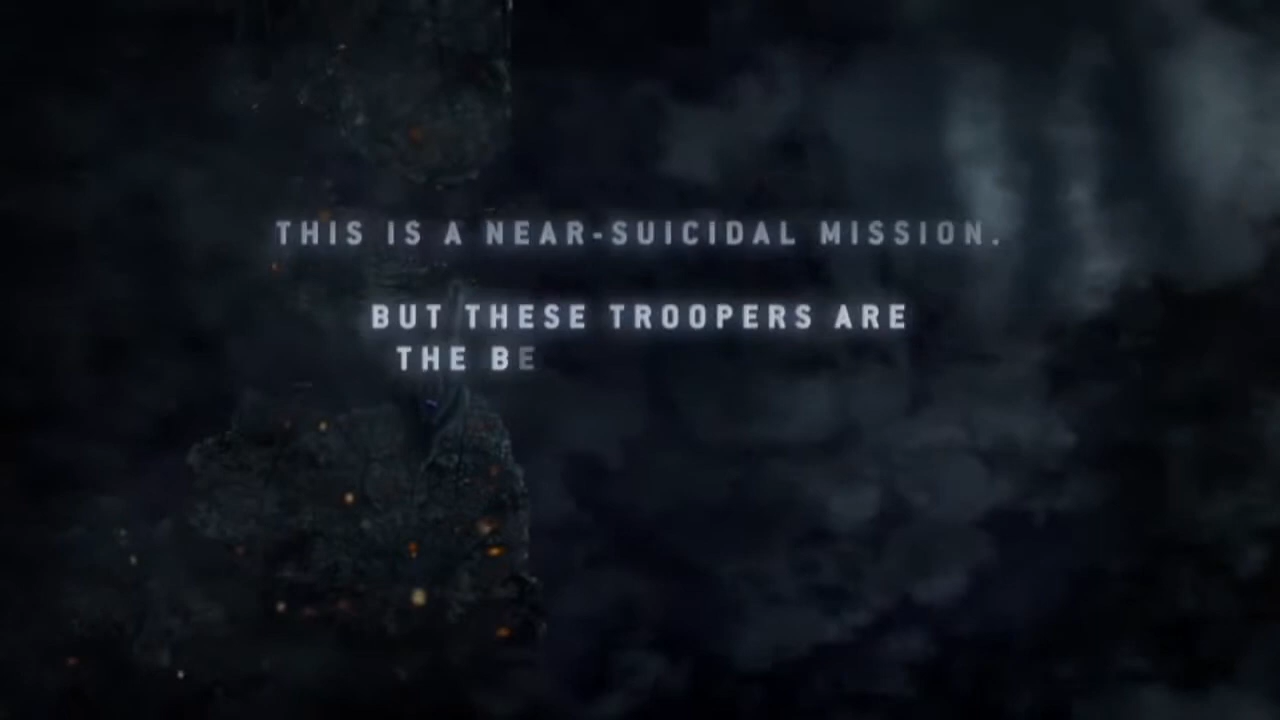 THIS IS A NEAR-SUICIDAL MISSION.
BUT THESE TROOPERS ARE
THE BE